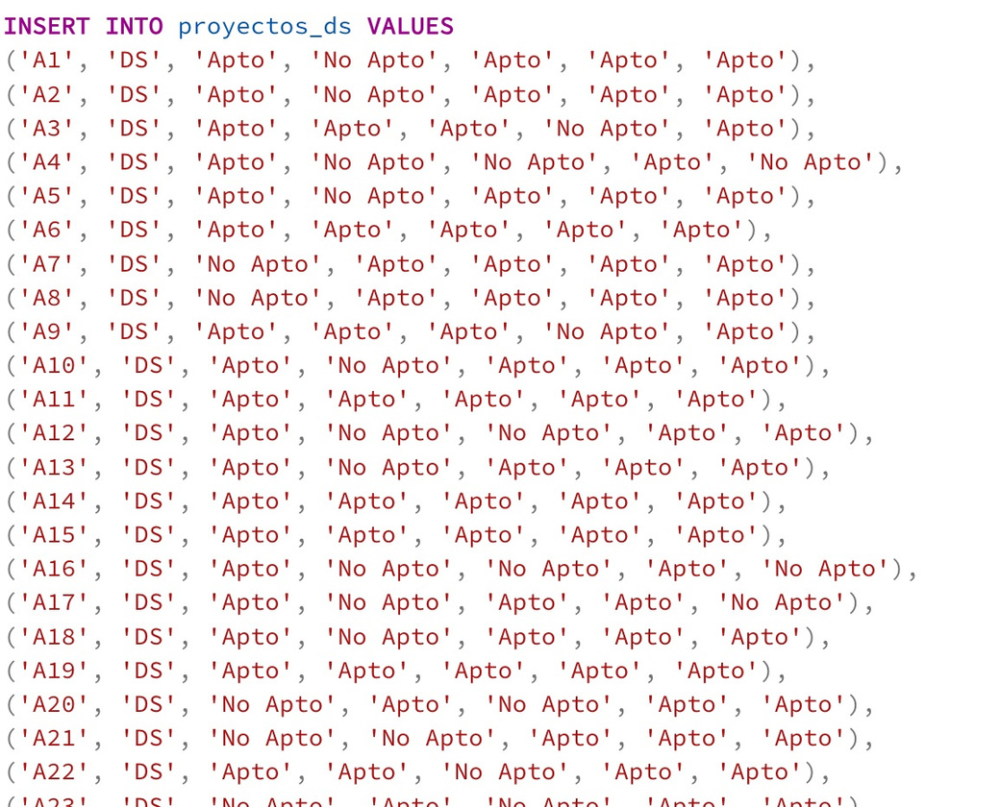 INSERT INTO proyectos_ds VALUES
('A1', 'DS', 'Apto', 'No Apto', 'Apto', 'Apto', 'Apto'),
('A2', 'DS', 'Apto', 'No Apto', 'Apto', 'Apto', 'Apto'),
('A3', 'DS', 'Apto', 'Apto', 'Apto', 'No Apto', 'Apto'),
('A4', 'DS', 'Apto', 'No Apto', 'No Apto', 'Apto', 'No Apto'),
('A5', 'DS', 'Apto', 'No Apto', 'Apto', 'Apto', 'Apto'),
('A6', 'DS', 'Apto', 'Apto', 'Apto', 'Apto', 'Apto'),
('A7', 'DS', 'No Apto', 'Apto', 'Apto', 'Apto', 'Apto'),
('A8', 'DS', 'No Apto', 'Apto', 'Apto', 'Apto', 'Apto'),
('A9', 'DS', 'Apto', 'Apto', 'Apto', 'No Apto', 'Apto'),
('A10', 'DS', 'Apto', 'No Apto', 'Apto', 'Apto', 'Apto'),
('A11', 'DS', 'Apto', 'Apto', 'Apto', 'Apto', 'Apto'),
('A12', 'DS', 'Apto', 'No Apto', 'No Apto', 'Apto', 'Apto'),
('A13', 'DS', 'Apto', 'No Apto', 'Apto', 'Apto', 'Apto'),
('A14', 'DS', 'Apto', 'Apto', 'Apto', 'Apto', 'Apto'),
('A15', 'DS', 'Apto', 'Apto', 'Apto', 'Apto', 'Apto'),
('A16', 'DS', 'Apto', 'No Apto', 'No Apto', 'Apto', 'No Apto'),
('A17', 'DS', 'Apto', 'No Apto', 'Apto', 'Apto', 'No Apto'),
('A18', 'DS', 'Apto', 'No Apto', 'Apto', 'Apto', 'Apto'),
('A19', 'DS', 'Apto', 'Apto', 'Apto', 'Apto', 'Apto'),
('A20', 'DS', 'No Apto', 'Apto', 'No Apto', 'Apto', 'Apto'),
('A21', 'DS', 'No Apto', 'No Apto', 'Apto', 'Apto', 'Apto'),
('A22', 'DS', 'Apto', 'Apto', 'No Apto', 'Apto', 'Apto'),
('A23', 'DS', 'No Apto', 'Apto', 'No Apto', 'Apto', 'Apto')